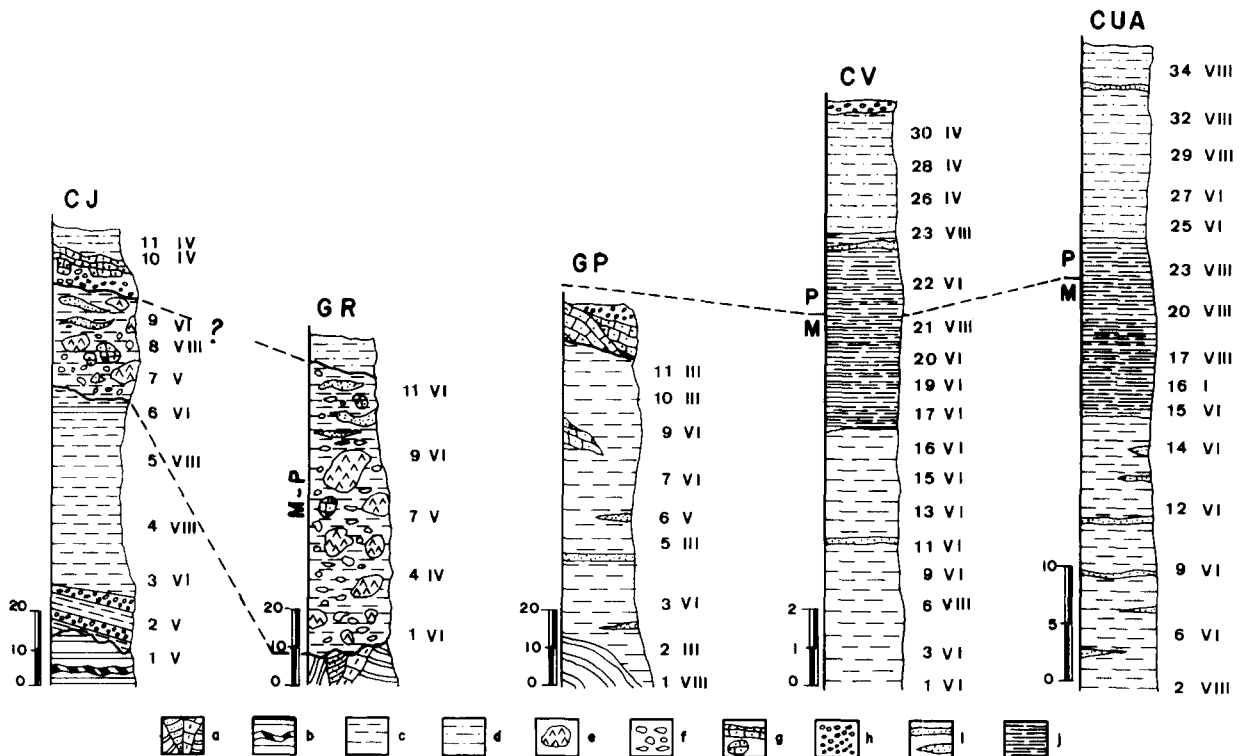 CJ
11 IV
10 IV
9 VI
8 VIII
7 V
6 VI
5 VIII
4 VIII
3 VI
2 V
1 V
20
10
0
?
GR
M-P
11 VI
9 VI
7 V
4 IV
1 VI
20
10
0
GP
11 III
10 III
9 VI
7 VI
6 V
5 III
3 VI
2 III
1 VIII
20
10
0
CV
P
M
30 IV
28 IV
26 IV
23 VIII
22 VI
21 VIII
20 VI
19 VI
17 VI
16 VI
15 VI
13 VI
11 VI
9 VI
6 VIII
3 VI
1 VI
2
1
0
CUA
P
M
34 VIII
32 VIII
29 VIII
27 VI
25 VI
23 VIII
20 VIII
17 VIII
16 I
15 VI
14 VI
12 VI
9 VI
6 VI
2 VIII
10
5
0
a b c d e f g h i j